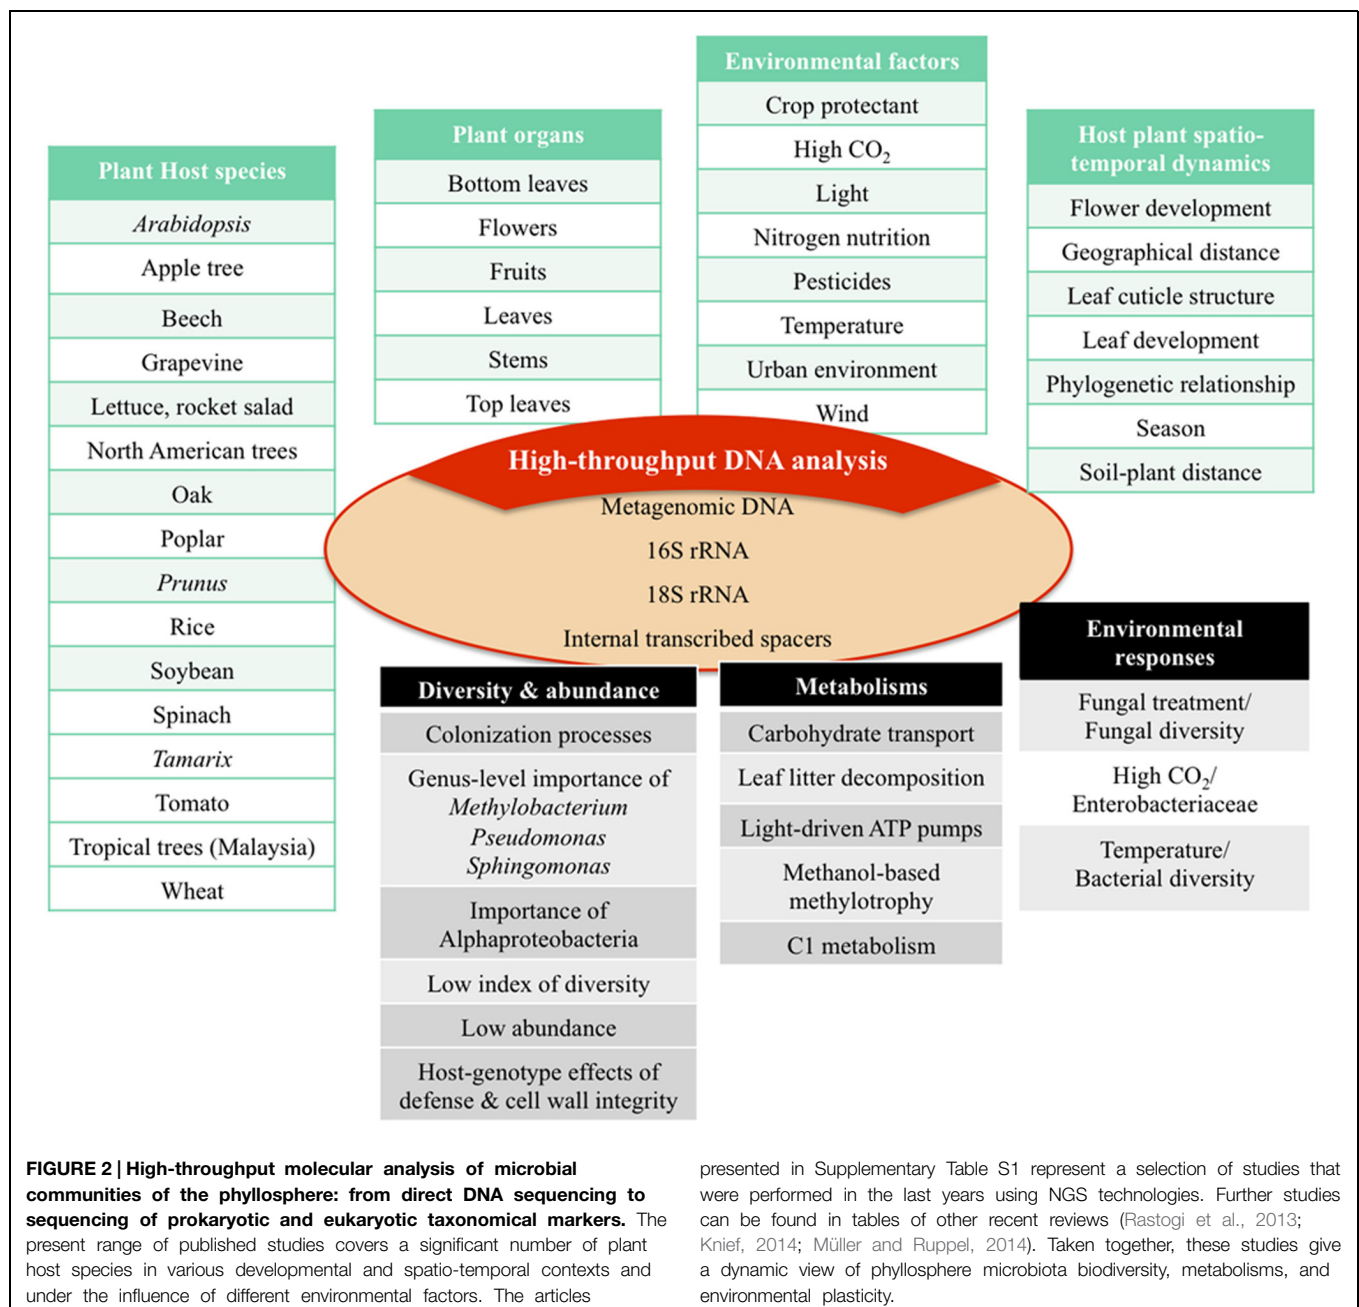 Plant Host species
Arabidopsis
Apple tree
Beech
Grapevine
Lettuce, rocket salad
North American trees
Oak
Poplar
Prunus
Rice
Soybean
Spinach
Tamarix
Tomato
Tropical trees (Malaysia)
Wheat
Plant organs
Bottom leaves
Flowers
Fruits
Leaves
Stems
Top leaves
Environmental factors
Crop protectant
High CO₂
Light
Nitrogen nutrition
Pesticides
Temperature
Urban environment
Wind
Host plant spatio-
temporal dynamics
Flower development
Geographical distance
Leaf cuticle structure
Leaf development
Phylogenetic relationship
Season
Soil-plant distance
High-throughput DNA analysis
Metagenomic DNA
16S rRNA
18S rRNA
Internal transcribed spacers
Diversity & abundance
Colonization processes
Genus-level importance of
Methylobacterium
Pseudomonas
Sphingomonas
Importance of
Alphaproteobacteria
Low index of diversity
Low abundance
Host-genotype effects of
defense & cell wall integrity
Metabolisms
Carbohydrate transport
Leaf litter decomposition
Light-driven ATP pumps
Methanol-based
methylotrophy
C1 metabolism
Environmental
responses
Fungal treatment/
Fungal diversity
High CO₂/
Enterobacteriaceae
Temperature/
Bacterial diversity
FIGURE 2 | High-throughput molecular analysis of microbial
communities of the phyllosphere: from direct DNA sequencing to
sequencing of prokaryotic and eukaryotic taxonomical markers. The
present range of published studies covers a significant number of plant
host species in various developmental and spatio-temporal contexts and
under the influence of different environmental factors. The articles
presented in Supplementary Table S1 represent a selection of studies that
were performed in the last years using NGS technologies. Further studies
can be found in tables of other recent reviews (Rastogi et al., 2013;
Knief, 2014; Müller and Ruppel, 2014). Taken together, these studies give
a dynamic view of phyllosphere microbiota biodiversity, metabolisms, and
environmental plasticity.